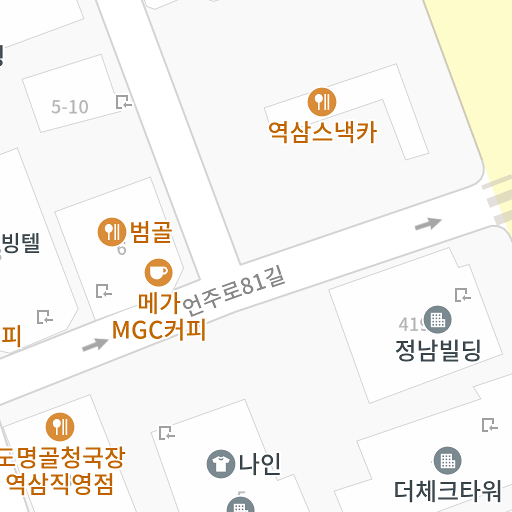 5-10
역삼스낵카
범골
6
빙텔
메가
MGC커피
언주로81길
피
419
정남빌딩
도명골청국장
역삼직영점
나인
더체크타워